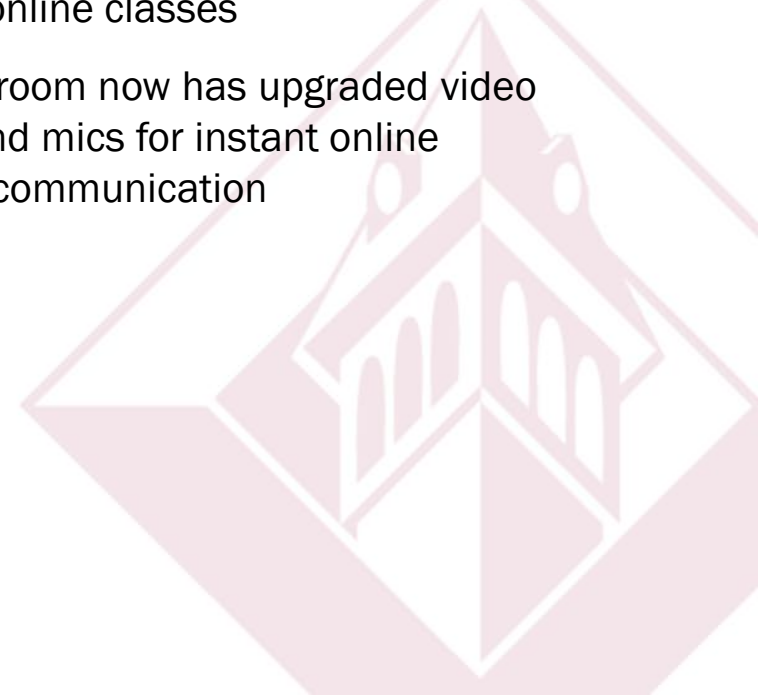 online classes
room now has upgraded video
nd mics for instant online
communication